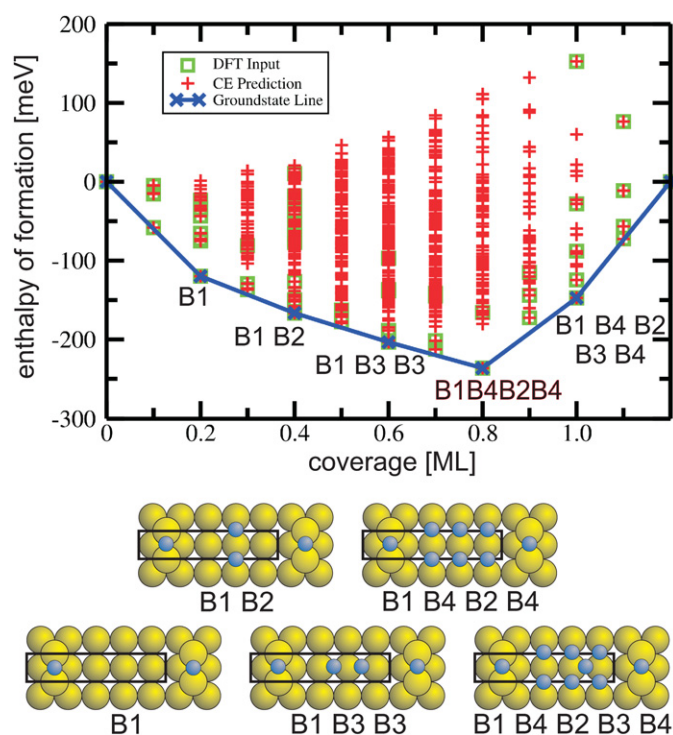 200
100
0
-100
-200
-300
enthalpy of formation [meV]
DFT Input
CE Prediction
Groundstate Line
B1
B1 B2
B1 B3 B3
B1B4B2B4
B1 B4 B2
B3 B4
0
0.2
0.4
0.6
0.8
1.0
coverage [ML]
B1 B2
B1 B4 B2 B4
B1
B1 B3 B3
B1 B4 B2 B3 B4